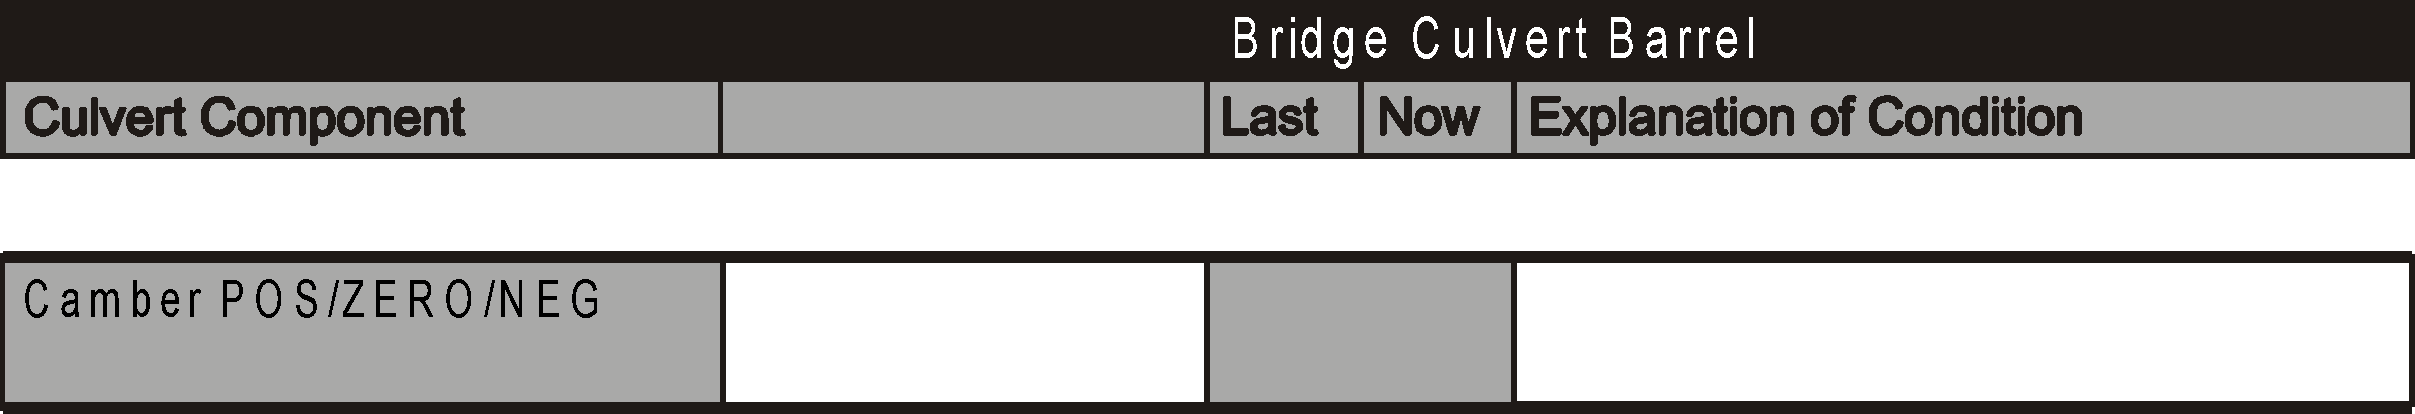 Bridge Culvert Barrel
Culvert Component Last Now Explanation of Condition
Camber POS/ZERO/NEG